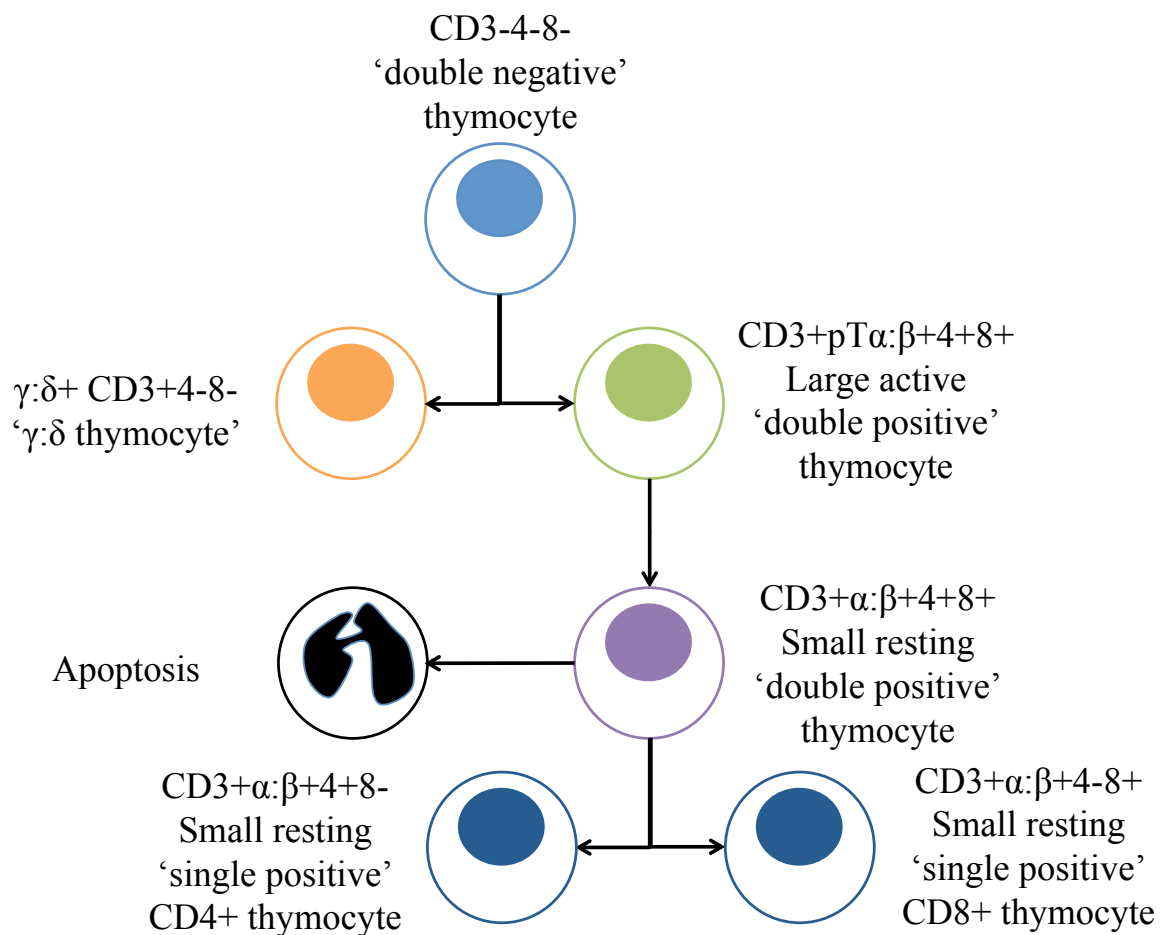 CD3-4-8-
‘double negative’
thymocyte
γ:δ+ CD3+4-8-
‘γ:δ thymocyte’
CD3+pTα:β+4+8+
Large active
‘double positive’
thymocyte
Apoptosis
CD3+α:β+4+8+
Small resting
‘double positive’
thymocyte
CD3+α:β+4+8-
Small resting
‘single positive’
CD4+ thymocyte
CD3+α:β+4-8+
Small resting
‘single positive’
CD8+ thymocyte